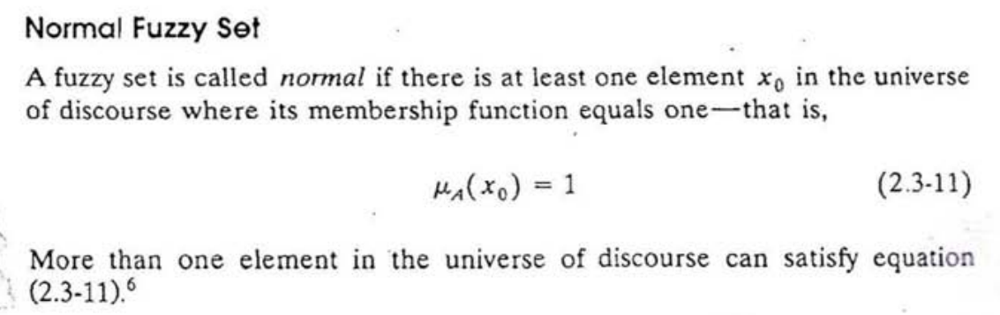 Normal Fuzzy Set
A fuzzy set is called normal if there is at least one element x₀ in the universe
of discourse where its membership function equals one—that is,
μ_A(x₀) = 1 (2.3-11)
More than one element in the universe of discourse can satisfy equation
(2.3-11).⁶